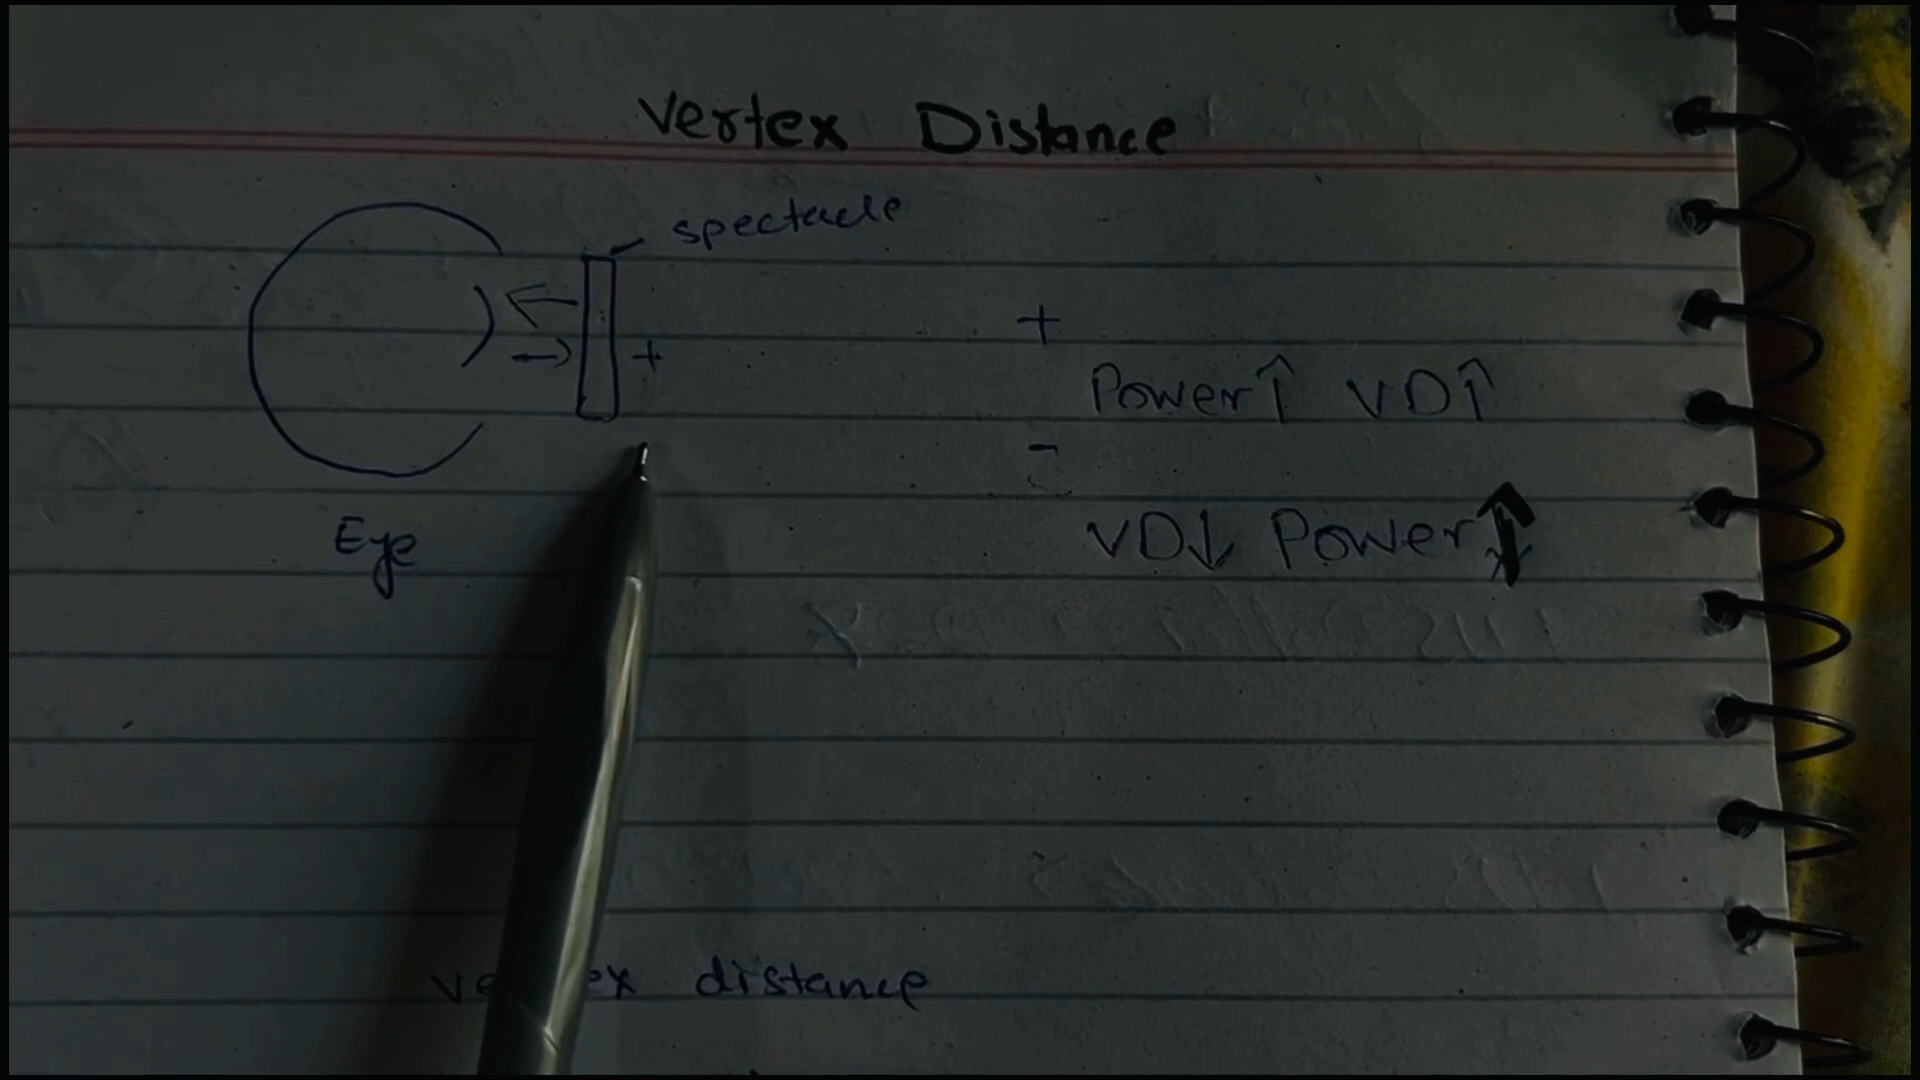 Vertex Distance
spectacle
+
+
Power↑ VD↑
-
VD↓ Power↑
Eye
distance